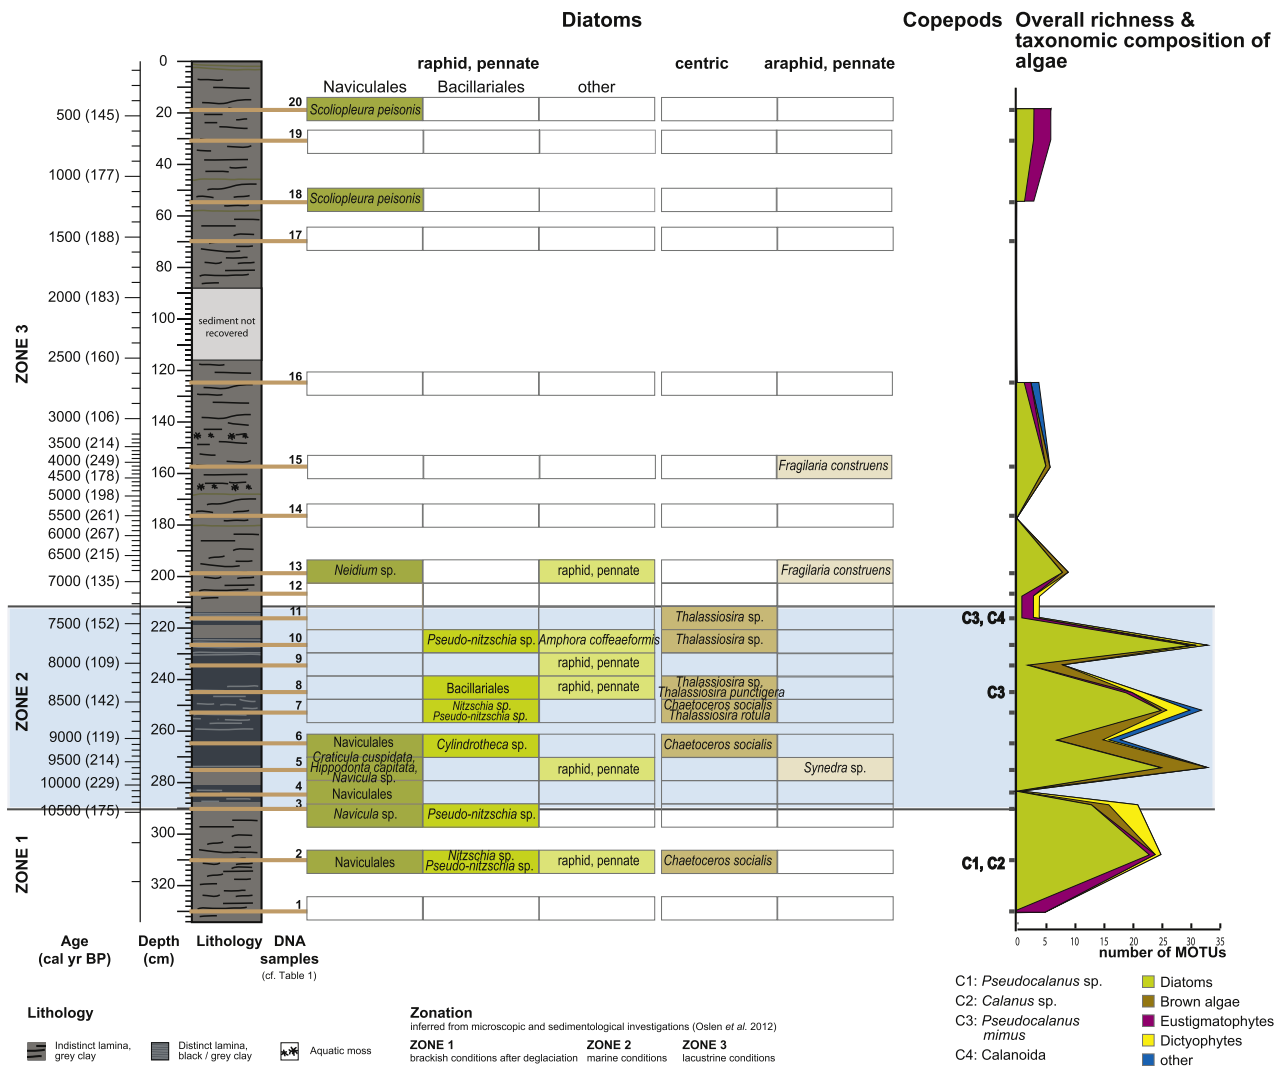 Diatoms
Copepods
Overall richness &
taxonomic composition of
algae
raphid, pennate
centric
araphid, pennate
Naviculales
Bacillariales
other
0
20
40
60
80
100
120
140
160
180
200
220
240
260
280
300
320
500 (145)
1000 (177)
1500 (188)
2000 (183)
2500 (160)
3000 (106)
3500 (214)
4000 (249)
4500 (178)
5000 (198)
5500 (261)
6000 (267)
6500 (215)
7000 (135)
7500 (152)
8000 (109)
8500 (142)
9000 (119)
9500 (214)
10000 (229)
10500 (175)
ZONE 3
ZONE 2
ZONE 1
sediment not
recovered
20
Scoliopleura peisonis
19
18
Scoliopleura peisonis
17
16
15
Fragilaria construens
14
13
Neidium sp.
raphid, pennate
Fragilaria construens
12
11
Thalassiosira sp.
10
Pseudo-nitzschia sp.
Amphora coffeaeformis
Thalassiosira sp.
9
raphid, pennate
8
Bacillariales
raphid, pennate
Thalassiosira sp,
Thalassiosira punctigera
7
Nitzschia sp.
Pseudo-nitzschia sp.
Chaetoceros socialis
Thalassiosira rotula
6
Naviculales
Cylindrotheca sp.
Chaetoceros socialis
5
Craticula cuspidata,
Hippodonta capitata,
Navicula sp.
raphid, pennate
Synedra sp.
4
Naviculales
3
Navicula sp.
Pseudo-nitzschia sp.
2
Naviculales
Nitzschia sp.
Pseudo-nitzschia sp.
raphid, pennate
Chaetoceros socialis
1
C3, C4
C3
C1, C2
0 5 10 15 20 25 30 35
number of MOTUs
Age
(cal yr BP)
Depth
(cm)
Lithology
DNA
samples
(cf. Table 1)
C1: Pseudocalanus sp.
C2: Calanus sp.
C3: Pseudocalanus
mimus
C4: Calanoida
Diatoms
Brown algae
Eustigmatophytes
Dictyophytes
other
Lithology
Indistinct lamina,
grey clay
Distinct lamina,
black / grey clay
Aquatic moss
Zonation
inferred from microscopic and sedimentological investigations (Oslen et al. 2012)
ZONE 1
brackish conditions after deglaciation
ZONE 2
marine conditions
ZONE 3
lacustrine conditions